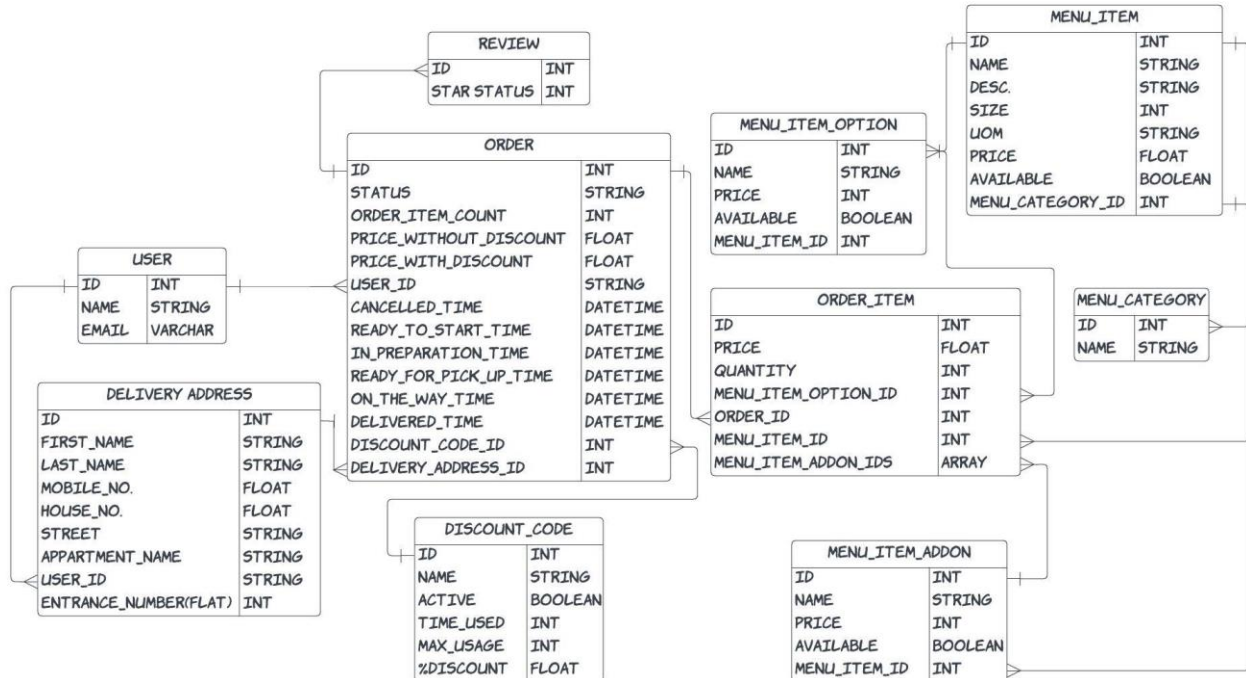 REVIEW
ID INT
STAR STATUS INT
ORDER
ID INT
STATUS STRING
ORDER_ITEM_COUNT INT
PRICE_WITHOUT_DISCOUNT FLOAT
PRICE_WITH_DISCOUNT FLOAT
USER_ID STRING
CANCELLED_TIME DATETIME
READY_TO_START_TIME DATETIME
IN_PREPARATION_TIME DATETIME
READY_FOR_PICK_UP_TIME DATETIME
ON_THE_WAY_TIME DATETIME
DELIVERED_TIME DATETIME
DISCOUNT_CODE_ID INT
DELIVERY_ADDRESS_ID INT
USER
ID INT
NAME STRING
EMAIL VARCHAR
DELIVERY ADDRESS
ID INT
FIRST_NAME STRING
LAST_NAME STRING
MOBILE_NO. FLOAT
HOUSE_NO. FLOAT
STREET STRING
APPARTMENT_NAME STRING
USER_ID STRING
ENTRANCE_NUMBER(FLAT) INT
DISCOUNT_CODE
ID INT
NAME STRING
ACTIVE BOOLEAN
TIME_USED INT
MAX_USAGE INT
%DISCOUNT FLOAT
MENU_ITEM_OPTION
ID INT
NAME STRING
PRICE INT
AVAILABLE BOOLEAN
MENU_ITEM_ID INT
MENU_ITEM
ID INT
NAME STRING
DESC. STRING
SIZE INT
UOM STRING
PRICE FLOAT
AVAILABLE BOOLEAN
MENU_CATEGORY_ID INT
ORDER_ITEM
ID INT
PRICE FLOAT
QUANTITY INT
MENU_ITEM_OPTION_ID INT
ORDER_ID INT
MENU_ITEM_ID INT
MENU_ITEM_ADDON_IDS ARRAY
MENU_CATEGORY
ID INT
NAME STRING
MENU_ITEM_ADDON
ID INT
NAME STRING
PRICE INT
AVAILABLE BOOLEAN
MENU_ITEM_ID INT